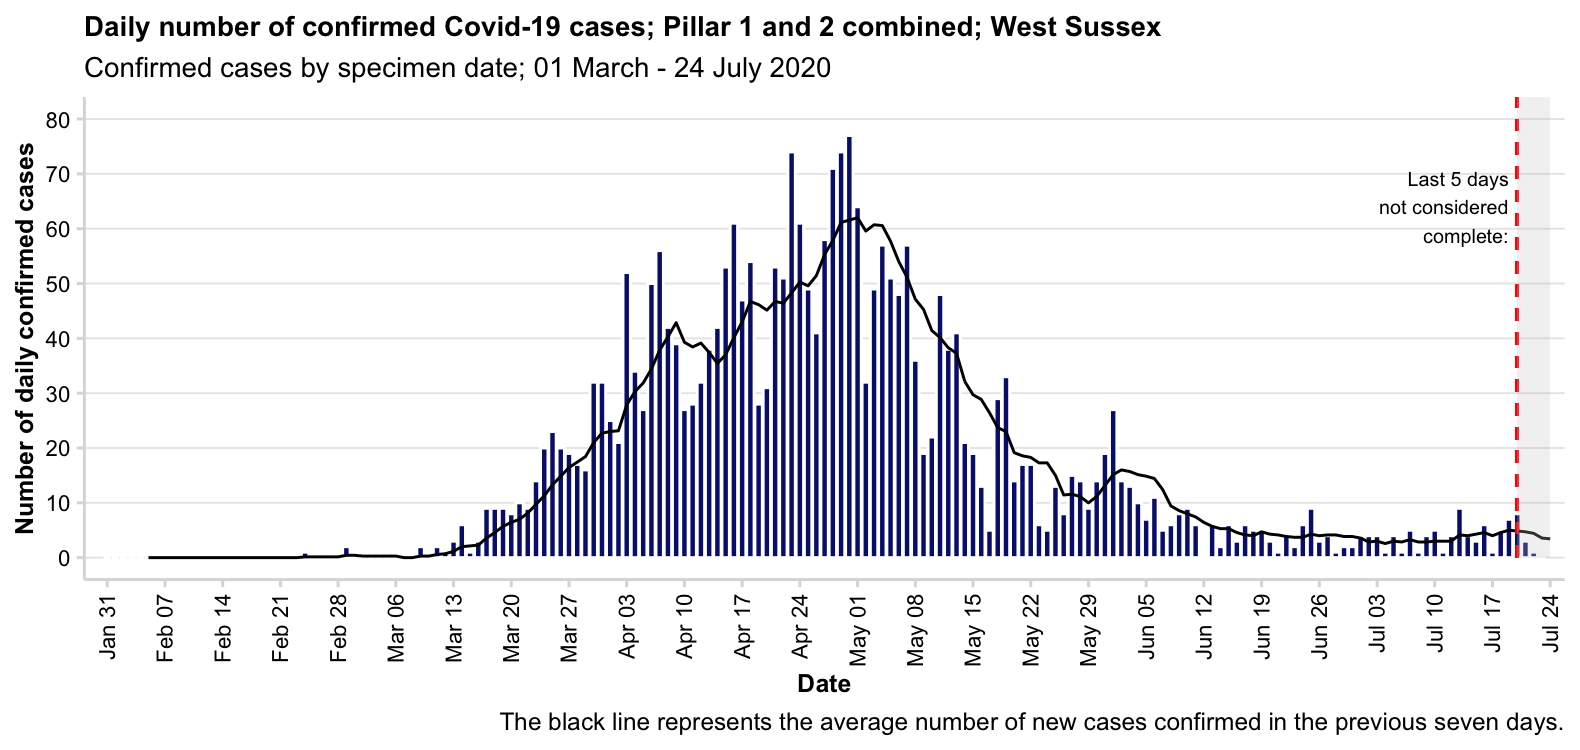 Daily number of confirmed Covid-19 cases; Pillar 1 and 2 combined; West Sussex
Confirmed cases by specimen date; 01 March - 24 July 2020
Number of daily confirmed cases
80
70
60
50
40
30
20
10
0
Last 5 days
not considered
complete:
Jan 31
Feb 07
Feb 14
Feb 21
Feb 28
Mar 06
Mar 13
Mar 20
Mar 27
Apr 03
Apr 10
Apr 17
Apr 24
May 01
May 08
May 15
May 22
May 29
Jun 05
Jun 12
Jun 19
Jun 26
Jul 03
Jul 10
Jul 17
Jul 24
Date
The black line represents the average number of new cases confirmed in the previous seven days.